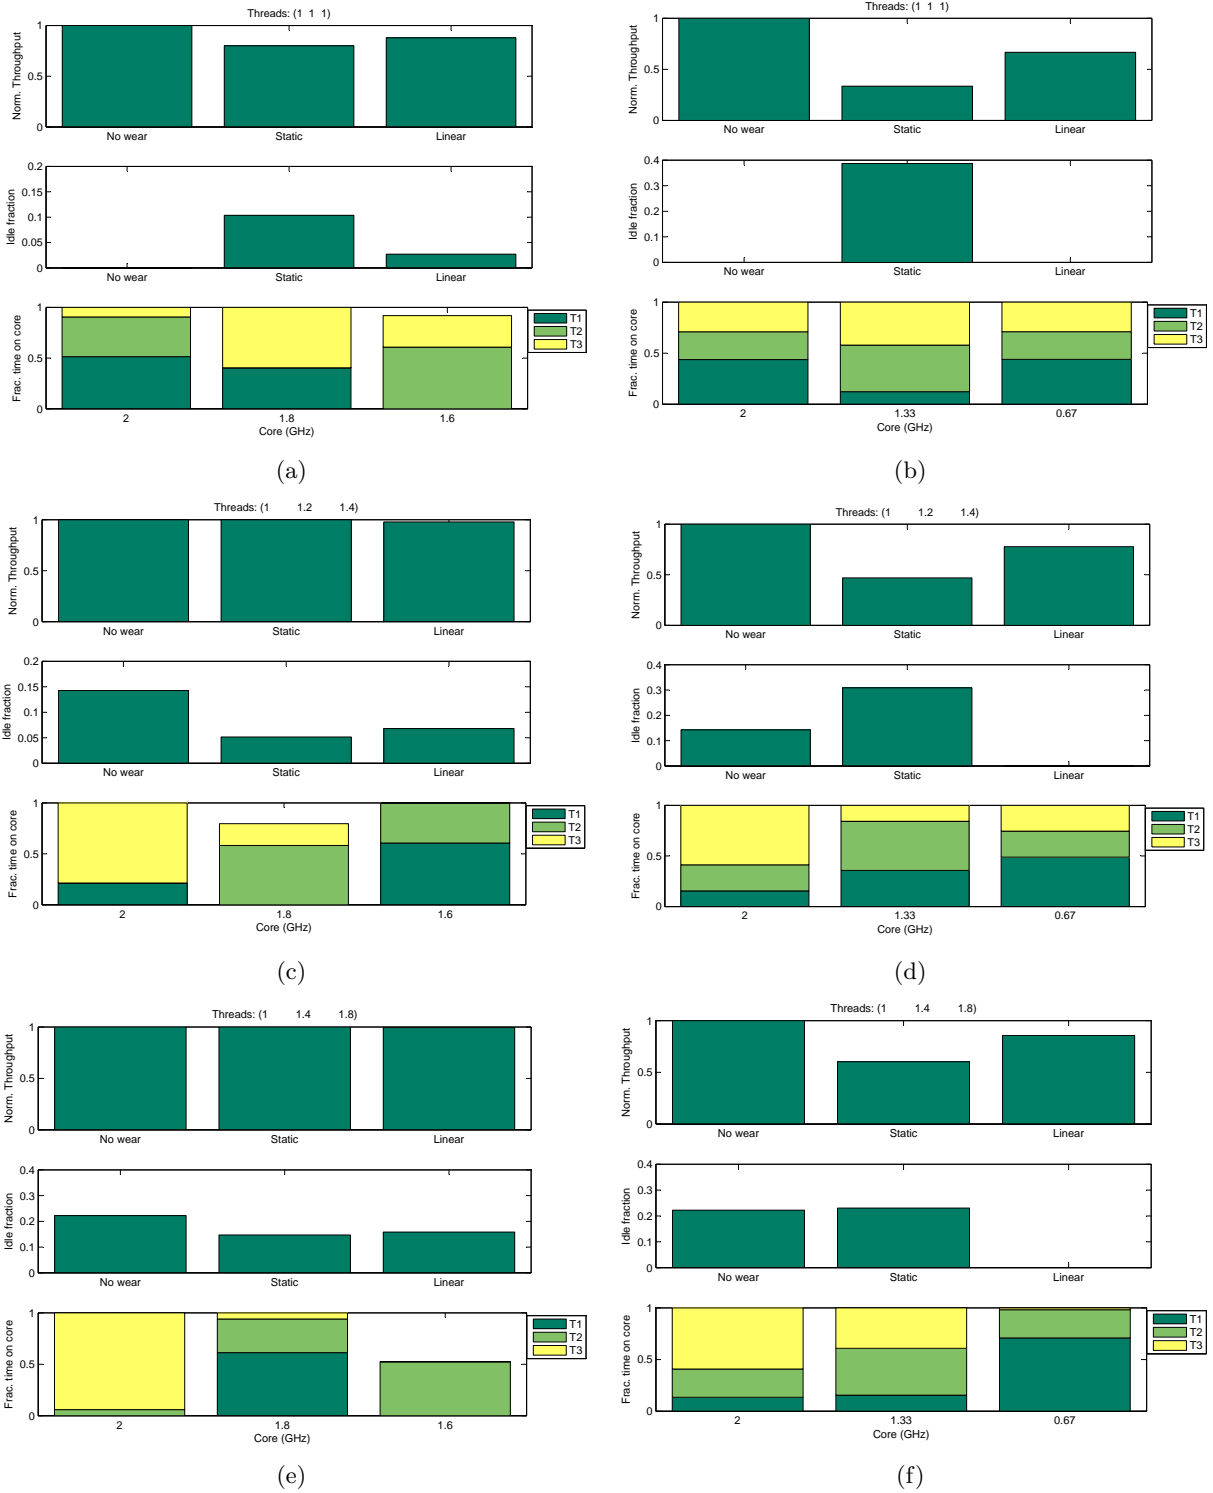 Threads: (1 1 1)
Norm. Throughput
1
0.5
0
No wear Static Linear
Idle fraction
0.2
0.15
0.1
0.05
0
No wear Static Linear
Frac. time on core
1
0.5
0
T1
T2
T3
2 1.8 1.6
Core (GHz)
(a)
Threads: (1 1 1)
Norm. Throughput
1
0.5
0
No wear Static Linear
Idle fraction
0.4
0.3
0.2
0.1
0
No wear Static Linear
Frac. time on core
1
0.5
0
T1
T2
T3
2 1.33 0.67
Core (GHz)
(b)
Threads: (1 1.2 1.4)
Norm. Throughput
1
0.5
0
No wear Static Linear
Idle fraction
0.2
0.15
0.1
0.05
0
No wear Static Linear
Frac. time on core
1
0.5
0
T1
T2
T3
2 1.8 1.6
Core (GHz)
(c)
Threads: (1 1.2 1.4)
Norm. Throughput
1
0.5
0
No wear Static Linear
Idle fraction
0.4
0.3
0.2
0.1
0
No wear Static Linear
Frac. time on core
1
0.5
0
T1
T2
T3
2 1.33 0.67
Core (GHz)
(d)
Threads: (1 1.4 1.8)
Norm. Throughput
1
0.5
0
No wear Static Linear
Idle fraction
0.4
0.3
0.2
0.1
0
No wear Static Linear
Frac. time on core
1
0.5
0
T1
T2
T3
2 1.8 1.6
Core (GHz)
(e)
Threads: (1 1.4 1.8)
Norm. Throughput
1
0.5
0
No wear Static Linear
Idle fraction
0.4
0.3
0.2
0.1
0
No wear Static Linear
Frac. time on core
1
0.5
0
T1
T2
T3
2 1.33 0.67
Core (GHz)
(f)